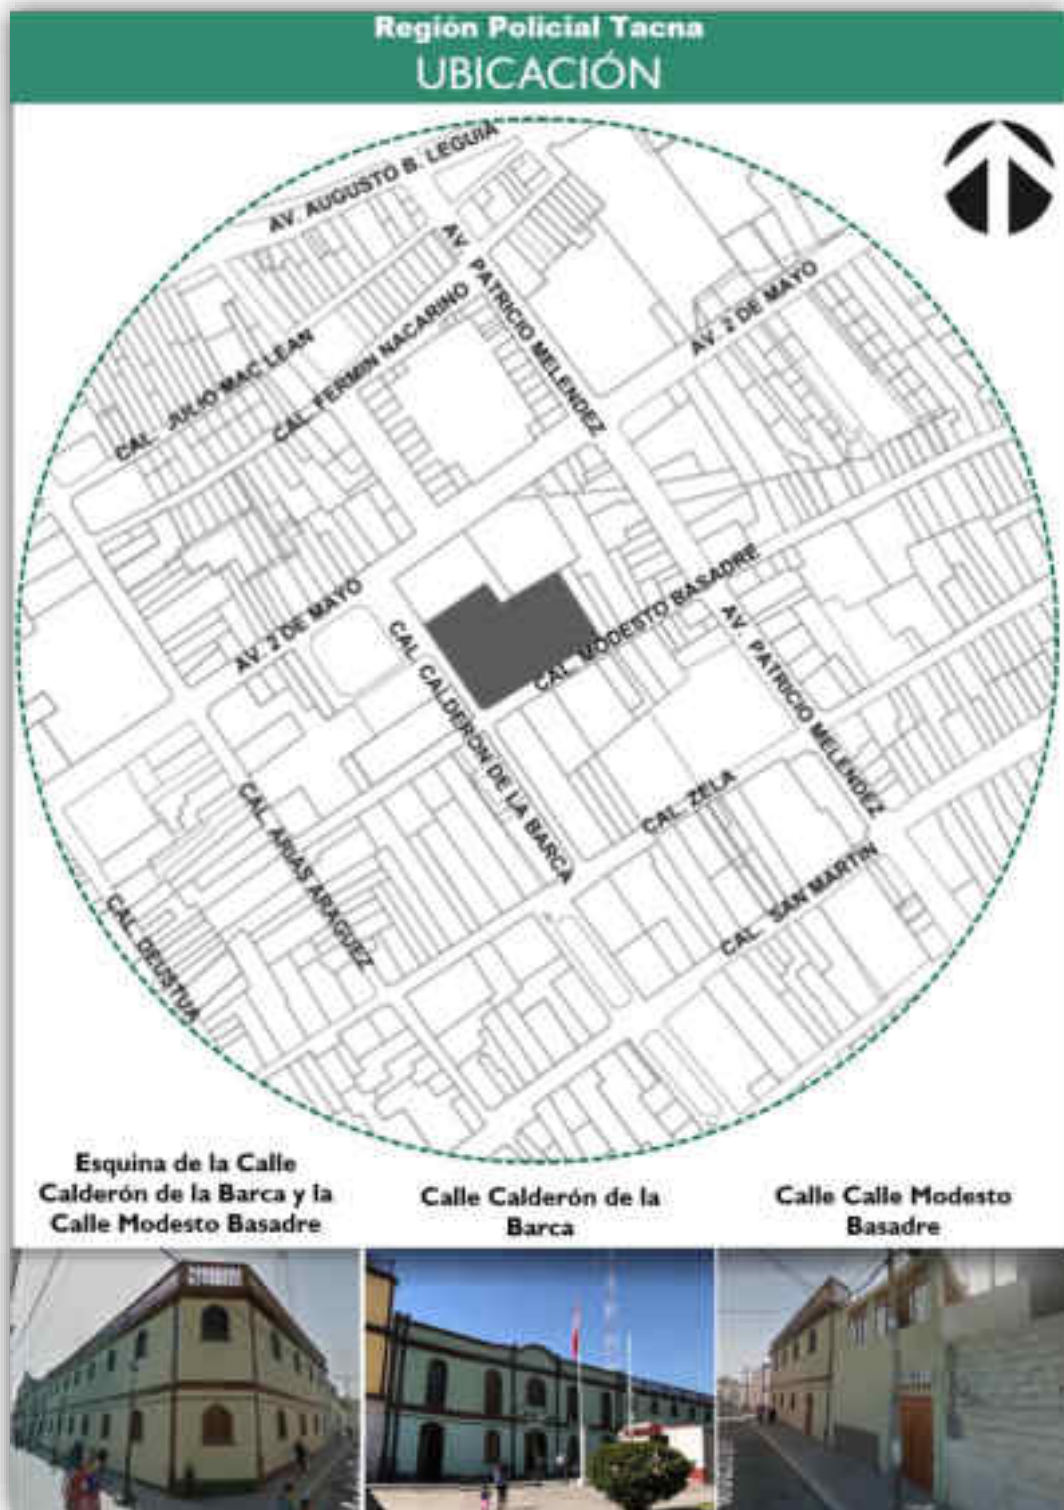 Región Policial Tacna
UBICACIÓN
AV. AUGUSTO B. LEGUIA
AV. PATRICIO MELENDEZ
AV. 2 DE MAYO
CAL. JULIO MAC LEAN
CAL. FERMIN NACARINO
AV. 2 DE MAYO
CAL. MODESTO BASADRE
CAL. CALDERON DE LA BARCA
AV. PATRICIO MELENDEZ
CAL. ZELA
CAL. ARIAS ARAGUEZ
CAL. SAN MARTIN
CAL. DEUSTUA
Esquina de la Calle
Calderón de la Barca y la
Calle Modesto Basadre
Calle Calderón de la
Barca
Calle Calle Modesto
Basadre